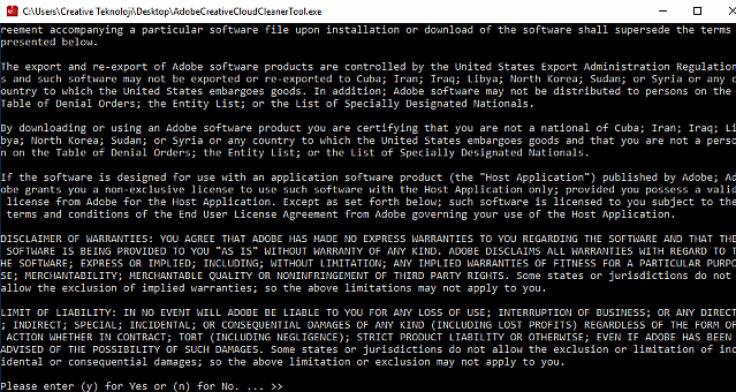 C:\Users\Creative Teknoloji\Desktop\AdobeCreativeCloudCleanerTool.exe
reement accompanying a particular software file upon installation or download of the software shall supersede the terms
presented below.
The export and re-export of Adobe software products are controlled by the United States Export Administration Regulation
s and such software may not be exported or re-exported to Cuba; Iran; Iraq; Libya; North Korea; Sudan; or Syria or any c
ountry to which the United States embargoes goods. In addition; Adobe software may not be distributed to persons on the
Table of Denial Orders; the Entity List; or the List of Specially Designated Nationals.
By downloading or using an Adobe software product you are certifying that you are not a national of Cuba; Iran; Iraq; Li
bya; North Korea; Sudan; or Syria or any country to which the United States embargoes goods and that you are not a perso
n on the Table of Denial Orders; the Entity List; or the List of Specially Designated Nationals.
If the software is designed for use with an application software product (the "Host Application") published by Adobe; Ad
obe grants you a non-exclusive license to use such software with the Host Application only; provided you possess a valid
license from Adobe for the Host Application. Except as set forth below; such software is licensed to you subject to the
terms and conditions of the End User License Agreement from Adobe governing your use of the Host Application.
DISCLAIMER OF WARRANTIES: YOU AGREE THAT ADOBE HAS MADE NO EXPRESS WARRANTIES TO YOU REGARDING THE SOFTWARE AND THAT THE
SOFTWARE IS BEING PROVIDED TO YOU "AS IS" WITHOUT WARRANTY OF ANY KIND. ADOBE DISCLAIMS ALL WARRANTIES WITH REGARD TO T
HE SOFTWARE; EXPRESS OR IMPLIED; INCLUDING; WITHOUT LIMITATION; ANY IMPLIED WARRANTIES OF FITNESS FOR A PARTICULAR PURPO
SE; MERCHANTABILITY; MERCHANTABLE QUALITY OR NONINFRINGEMENT OF THIRD PARTY RIGHTS. Some states or jurisdictions do not
allow the exclusion of implied warranties; so the above limitations may not apply to you.
LIMIT OF LIABILITY: IN NO EVENT WILL ADOBE BE LIABLE TO YOU FOR ANY LOSS OF USE; INTERRUPTION OF BUSINESS; OR ANY DIRECT
; INDIRECT; SPECIAL; INCIDENTAL; OR CONSEQUENTIAL DAMAGES OF ANY KIND (INCLUDING LOST PROFITS) REGARDLESS OF THE FORM OF
ACTION WHETHER IN CONTRACT; TORT (INCLUDING NEGLIGENCE); STRICT PRODUCT LIABILITY OR OTHERWISE; EVEN IF ADOBE HAS BEEN
ADVISED OF THE POSSIBILITY OF SUCH DAMAGES. Some states or jurisdictions do not allow the exclusion or limitation of inc
idental or consequential damages; so the above limitation or exclusion may not apply to you.
Please enter (y) for Yes or (n) for No. ... >>